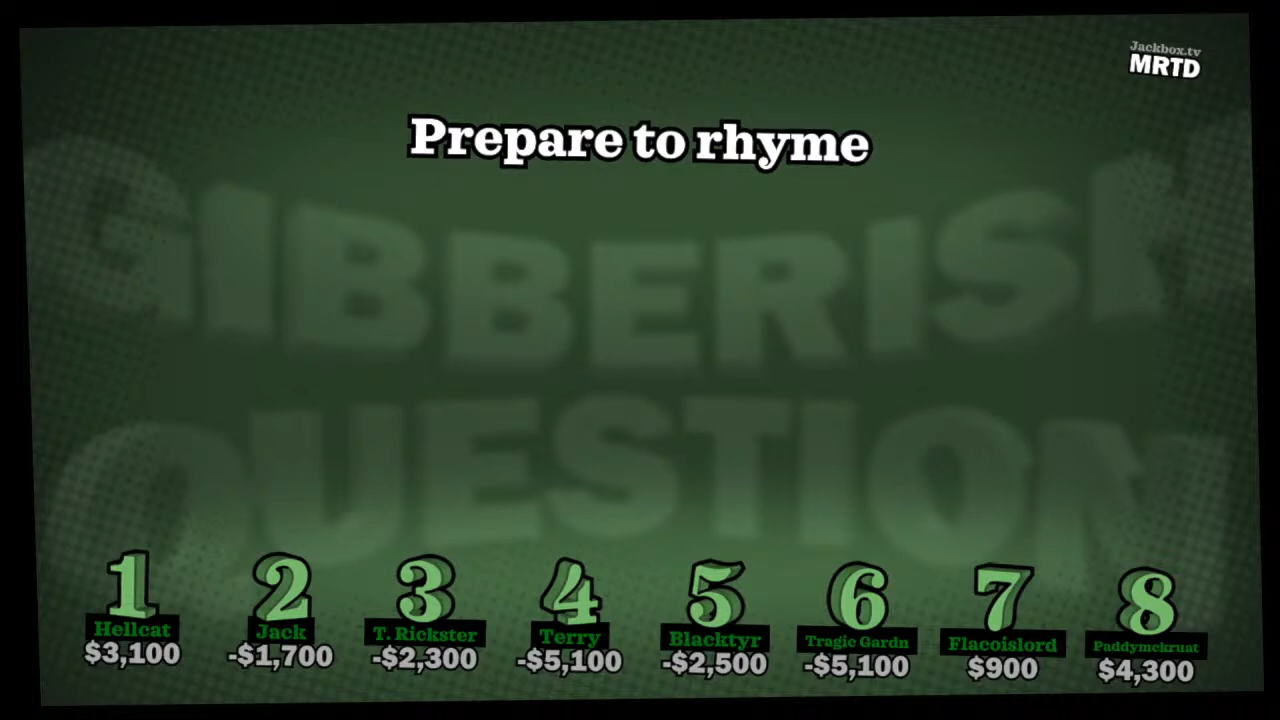 Jackbox.tv
MRTD
Prepare to rhyme
GIBBERISH
QUESTION
1 2 3 4 5 6 7 8
Hellcat Jack T. Rickster Terry Blacktyr Tragic Gardn Flacoislord Paddymckruat
$3,100 -$1,700 -$2,300 -$5,100 -$2,500 -$5,100 $900 $4,300